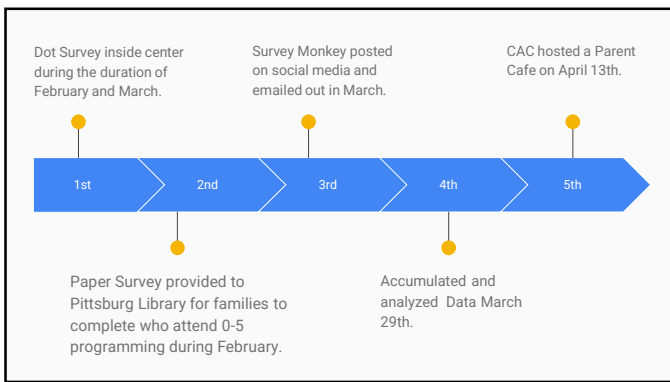 Dot Survey inside center
during the duration of
February and March.
Survey Monkey posted
on social media and
emailed out in March.
CAC hosted a Parent
Cafe on April 13th.
1st
2nd
3rd
4th
5th
Paper Survey provided to
Pittsburg Library for families to
complete who attend 0-5
programming during February.
Accumulated and
analyzed Data March
29th.